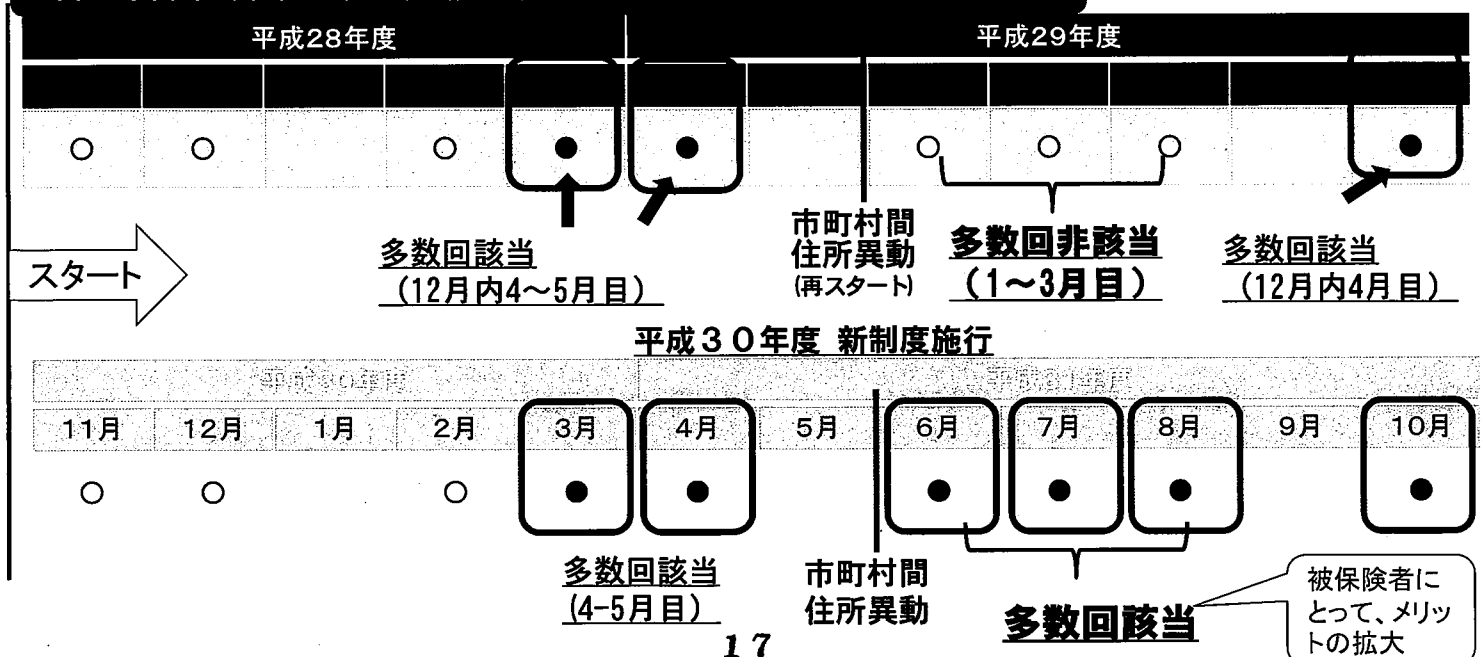 平成28年度 平成29年度
○ ○ ○ ● ● ○ ○ ○ ●
スタート
多数回該当
(12月内4〜5月目)
市町村間
住所異動
(再スタート)
多数回非該当
(1〜3月目)
多数回該当
(12月内4月目)
平成30年度 新制度施行
11月 12月 1月 2月 3月 4月 5月 6月 7月 8月 9月 10月
○ ○ ○ ● ● ● ● ● ●
多数回該当
(4-5月目)
市町村間
住所異動
多数回該当
被保険者に
とって、メリッ
トの拡大
17